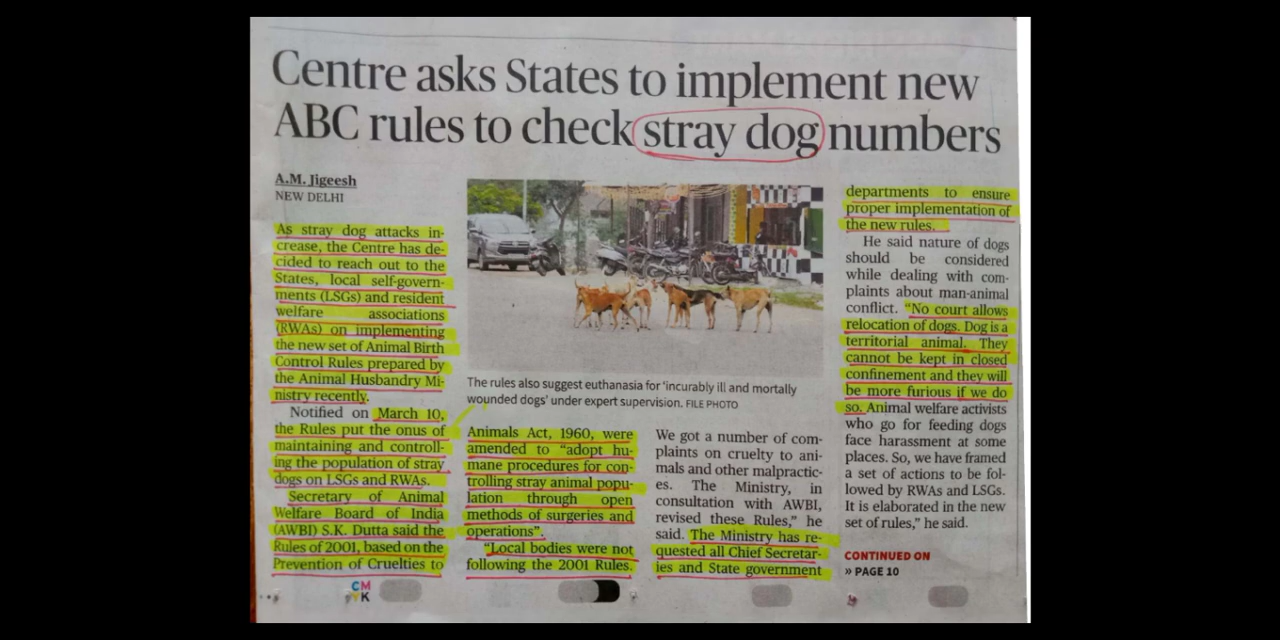 Centre asks States to implement new
ABC rules to check stray dog numbers
A.M. Jigeesh
NEW DELHI
As stray dog attacks in-
crease, the Centre has de-
cided to reach out to the
States, local self-govern-
ments (LSGs) and resident
welfare associations
(RWAs) on implementing
the new set of Animal Birth
Control Rules prepared by
the Animal Husbandry Mi-
nistry recently.
Notified on March 10,
the Rules put the onus of
maintaining and controll-
ing the population of stray
dogs on LSGs and RWAs.
Secretary of Animal
Welfare Board of India
(AWBI) S.K. Dutta said the
Rules of 2001, based on the
Prevention of Cruelties to
The rules also suggest euthanasia for 'incurably ill and mortally
wounded dogs' under expert supervision. FILE PHOTO
Animals Act, 1960, were
amended to “adopt hu-
mane procedures for con-
trolling stray animal popu-
lation through open
methods of surgeries and
operations”.
“Local bodies were not
following the 2001 Rules.
We got a number of com-
plaints on cruelty to ani-
mals and other malpractic-
es. The Ministry, in
consultation with AWBI,
revised these Rules,” he
said. The Ministry has re-
quested all Chief Secretar-
ies and State government
departments to ensure
proper implementation of
the new rules.
He said nature of dogs
should be considered
while dealing with com-
plaints about man-animal
conflict. “No court allows
relocation of dogs. Dog is a
territorial animal. They
cannot be kept in closed
confinement and they will
be more furious if we do
so. Animal welfare activists
who go for feeding dogs
face harassment at some
places. So, we have framed
a set of actions to be fol-
lowed by RWAs and LSGs.
It is elaborated in the new
set of rules,” he said.
CONTINUED ON
» PAGE 10
CM
YK